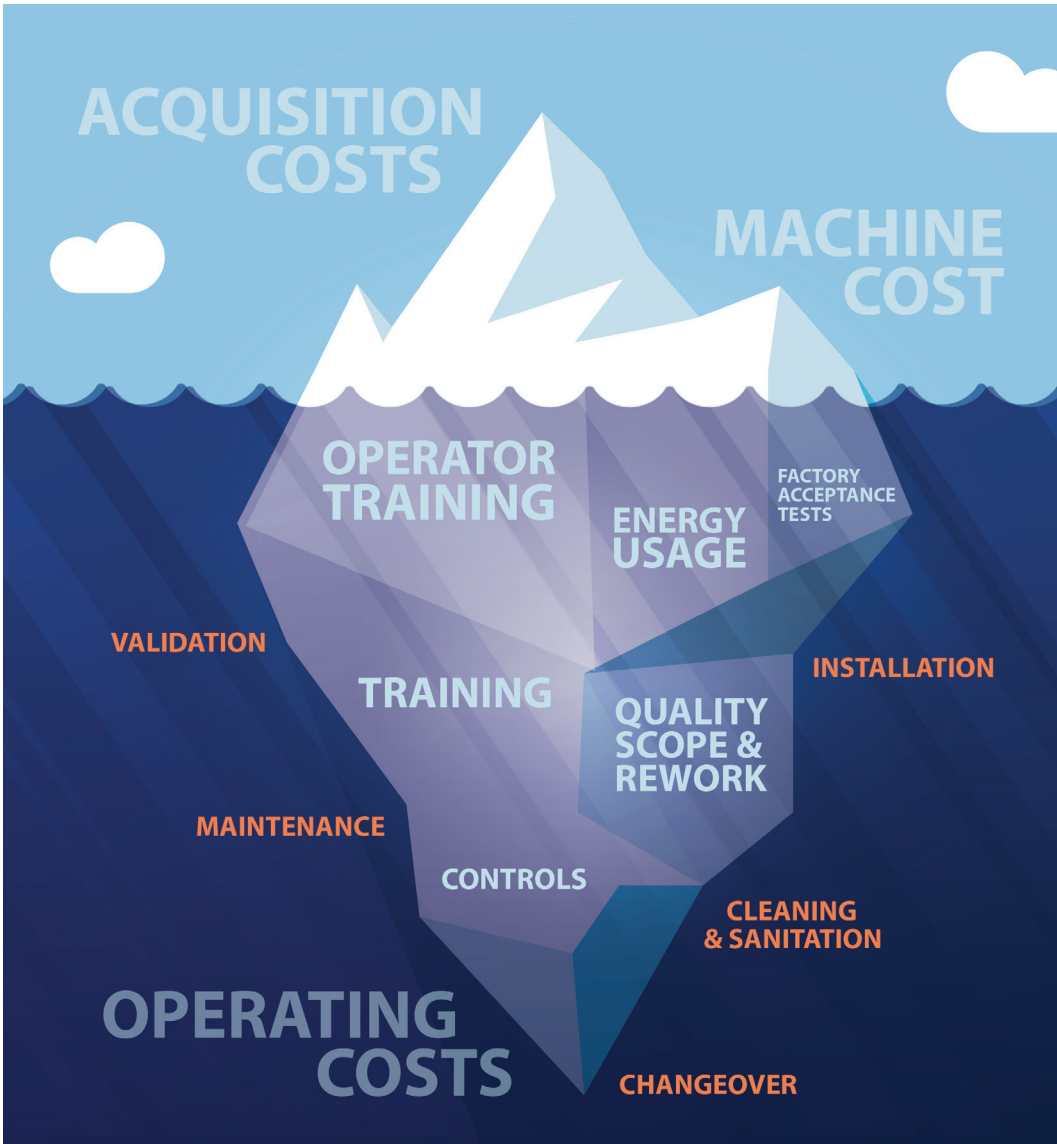 ACQUISITION
COSTS
MACHINE
COST
OPERATOR
TRAINING
FACTORY
ACCEPTANCE
TESTS
ENERGY
USAGE
VALIDATION
INSTALLATION
TRAINING
QUALITY
SCOPE &
REWORK
MAINTENANCE
CONTROLS
CLEANING
& SANITATION
OPERATING
COSTS
CHANGEOVER